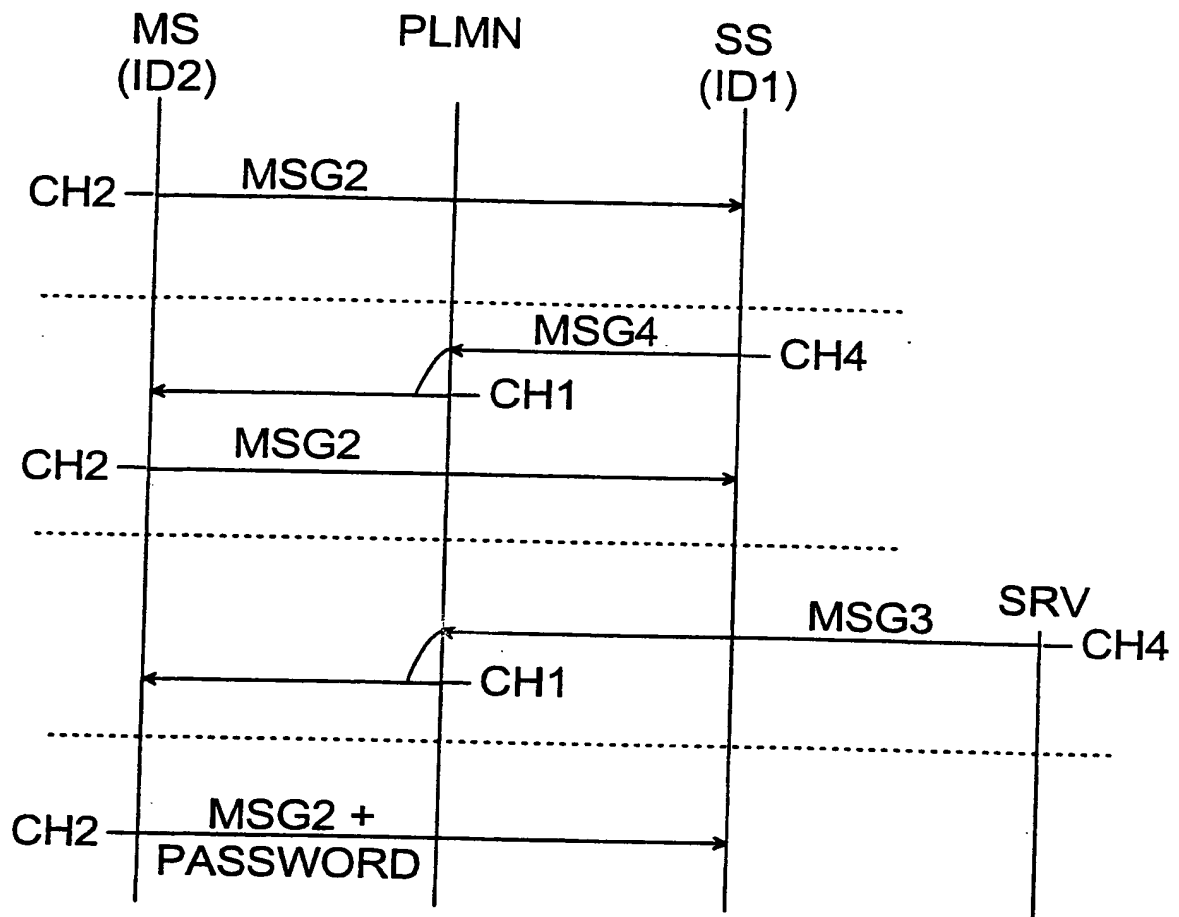 MS PLMN SS
(ID2) (ID1)
CH2 MSG2
MSG4 CH4
CH1
CH2 MSG2
MSG3 SRV
CH4
CH1
CH2 MSG2 +
PASSWORD